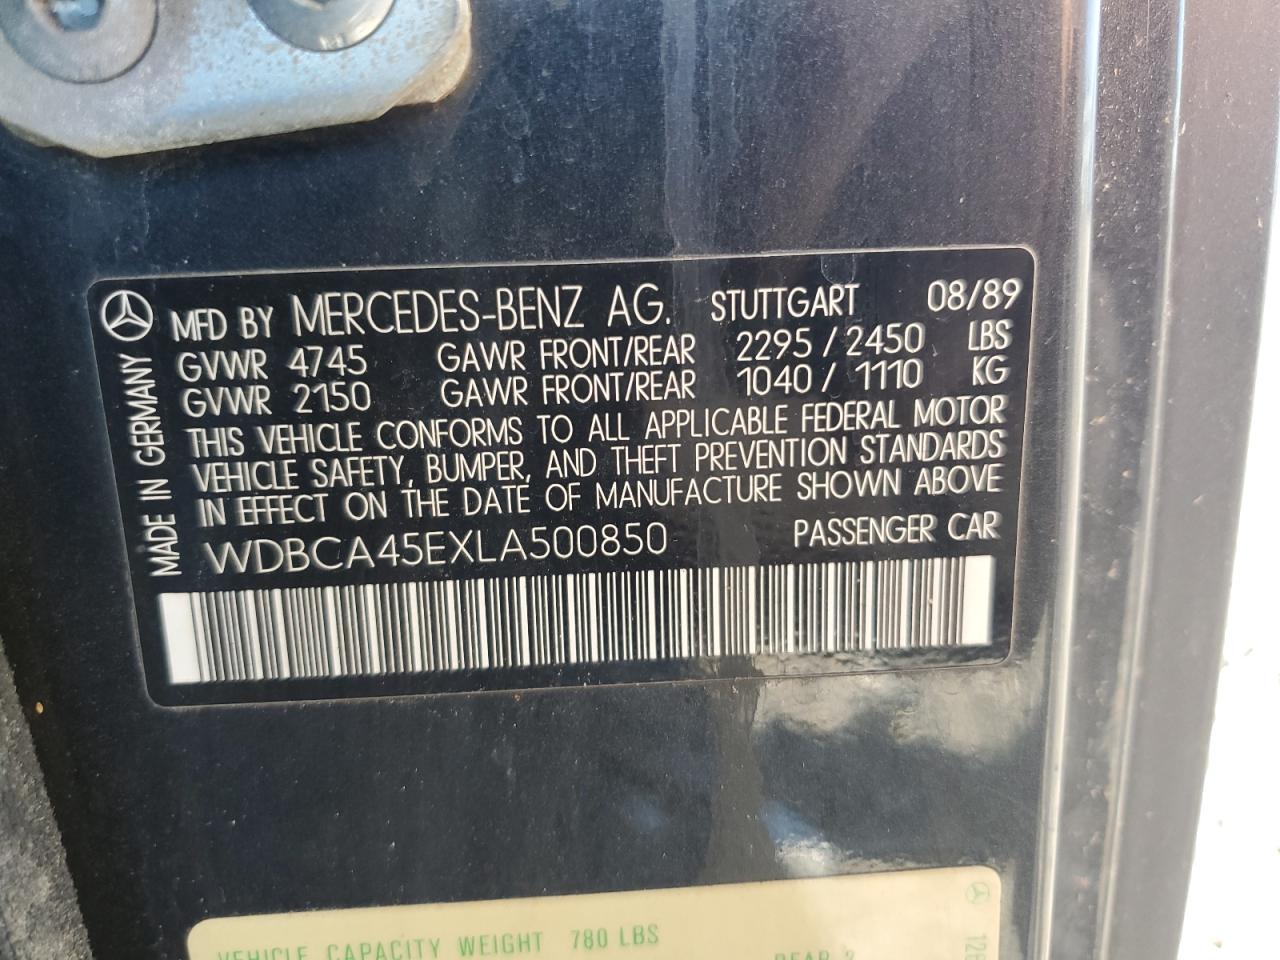 MFD BY MERCEDES-BENZ AG. STUTTGART 08/89
GVWR 4745 GAWR FRONT/REAR 2295/2450 LBS
GVWR 2150 GAWR FRONT/REAR 1040/1110 KG
THIS VEHICLE CONFORMS TO ALL APPLICABLE FEDERAL MOTOR
VEHICLE SAFETY, BUMPER, AND THEFT PREVENTION STANDARDS
IN EFFECT ON THE DATE OF MANUFACTURE SHOWN ABOVE
WDBCA45EXLA500850 PASSENGER CAR
MADE IN GERMANY
VEHICLE CAPACITY WEIGHT 780 LBS
REAR